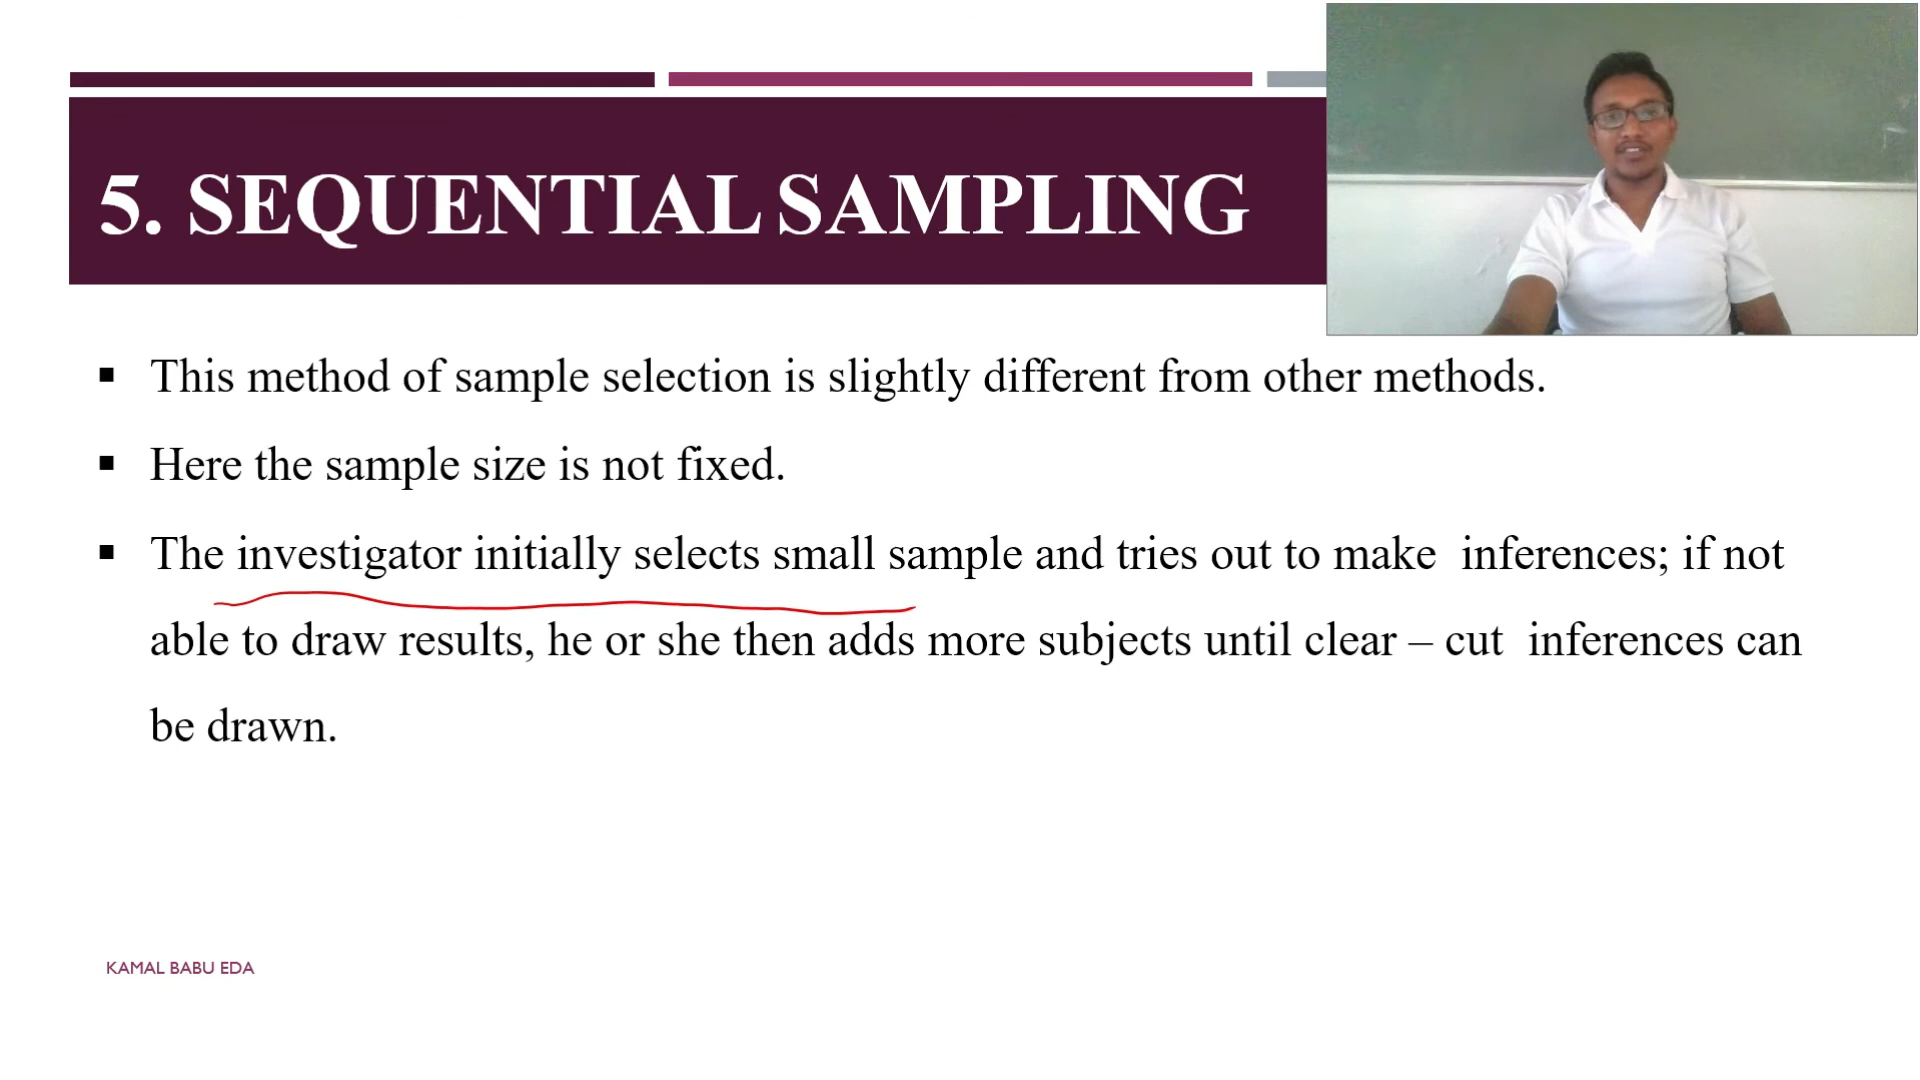 5. SEQUENTIAL SAMPLING
▪ This method of sample selection is slightly different from other methods.
▪ Here the sample size is not fixed.
▪ The investigator initially selects small sample and tries out to make  inferences; if not
able to draw results, he or she then adds more subjects until clear – cut  inferences can
be drawn.
KAMAL BABU EDA